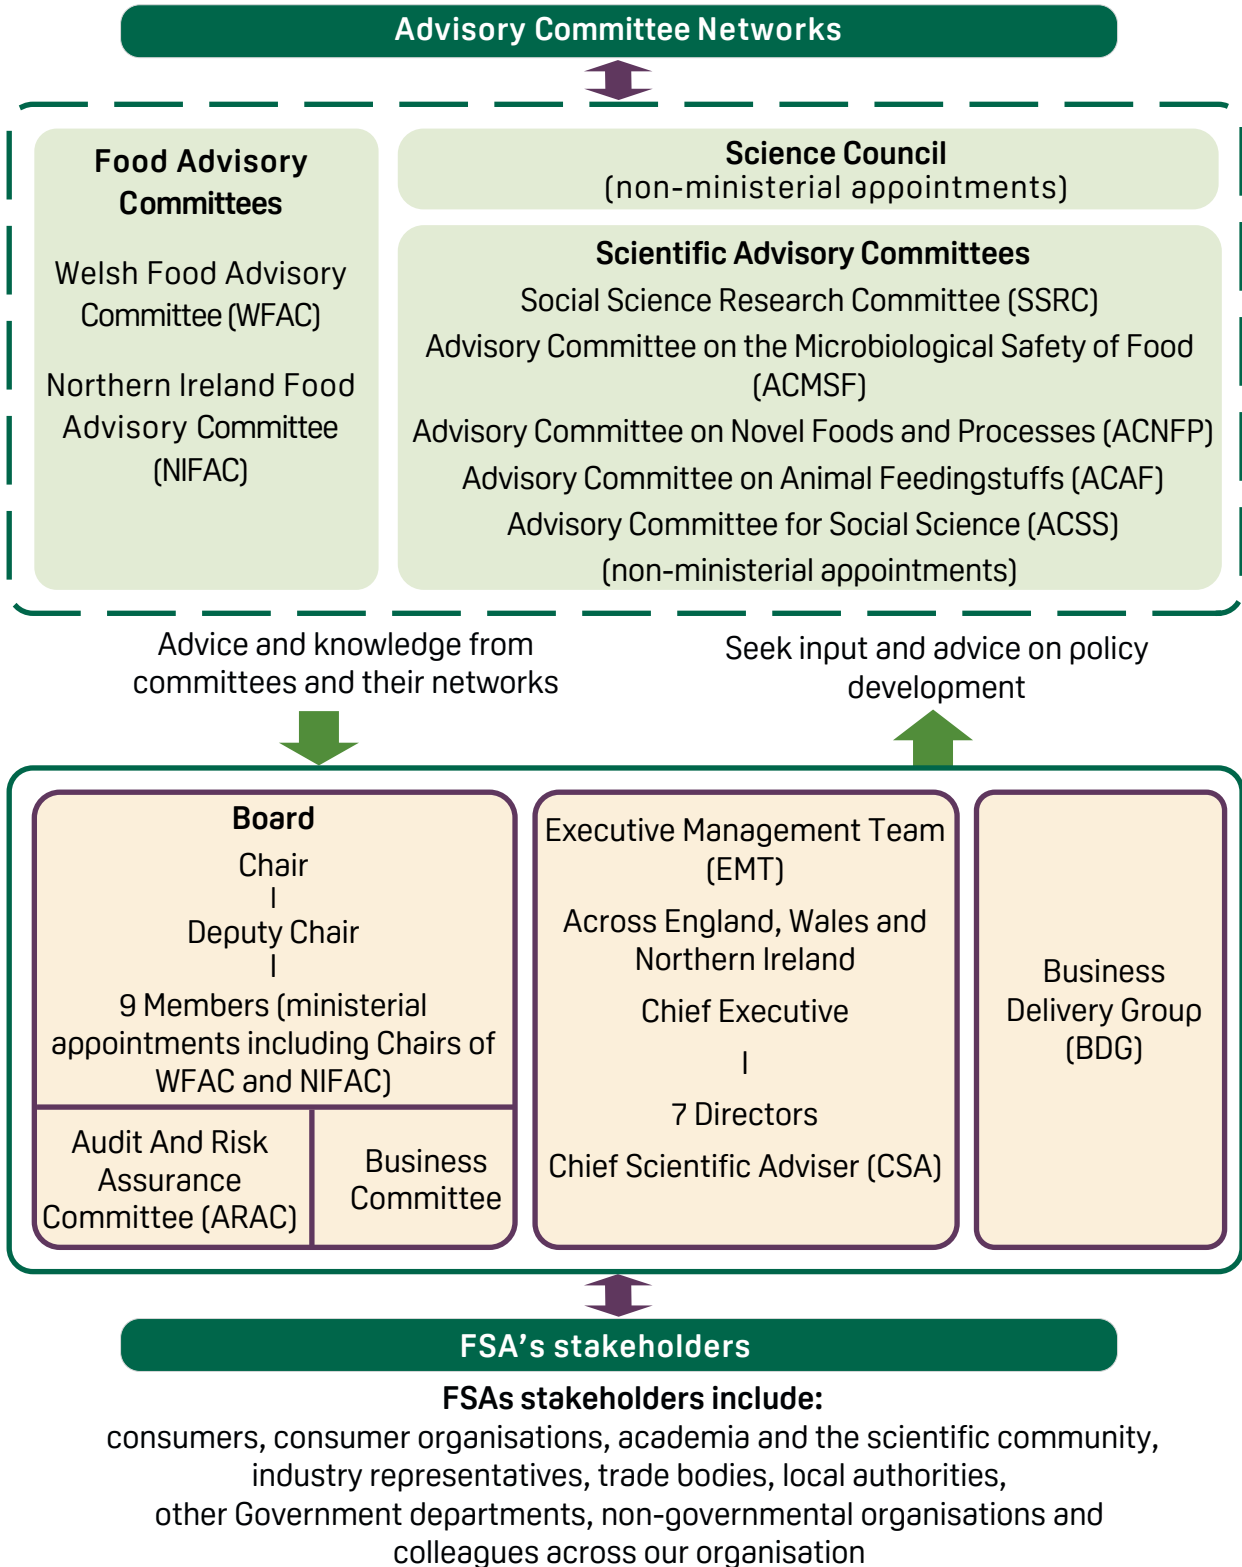 Advisory Committee Networks
Food Advisory
Committees
Welsh Food Advisory
Committee (WFAC)
Northern Ireland Food
Advisory Committee
(NIFAC)
Science Council
(non-ministerial appointments)
Scientific Advisory Committees
Social Science Research Committee (SSRC)
Advisory Committee on the Microbiological Safety of Food
(ACMSF)
Advisory Committee on Novel Foods and Processes (ACNFP)
Advisory Committee on Animal Feedingstuffs (ACAF)
Advisory Committee for Social Science (ACSS)
(non-ministerial appointments)
Advice and knowledge from
committees and their networks
Seek input and advice on policy
development
Board
Chair
Deputy Chair
9 Members (ministerial
appointments including Chairs of
WFAC and NIFAC)
Audit And Risk
Assurance
Committee (ARAC)
Business
Committee
Executive Management Team
(EMT)
Across England, Wales and
Northern Ireland
Chief Executive
7 Directors
Chief Scientific Adviser (CSA)
Business
Delivery Group
(BDG)
FSA's stakeholders
FSAs stakeholders include:
consumers, consumer organisations, academia and the scientific community,
industry representatives, trade bodies, local authorities,
other Government departments, non-governmental organisations and
colleagues across our organisation